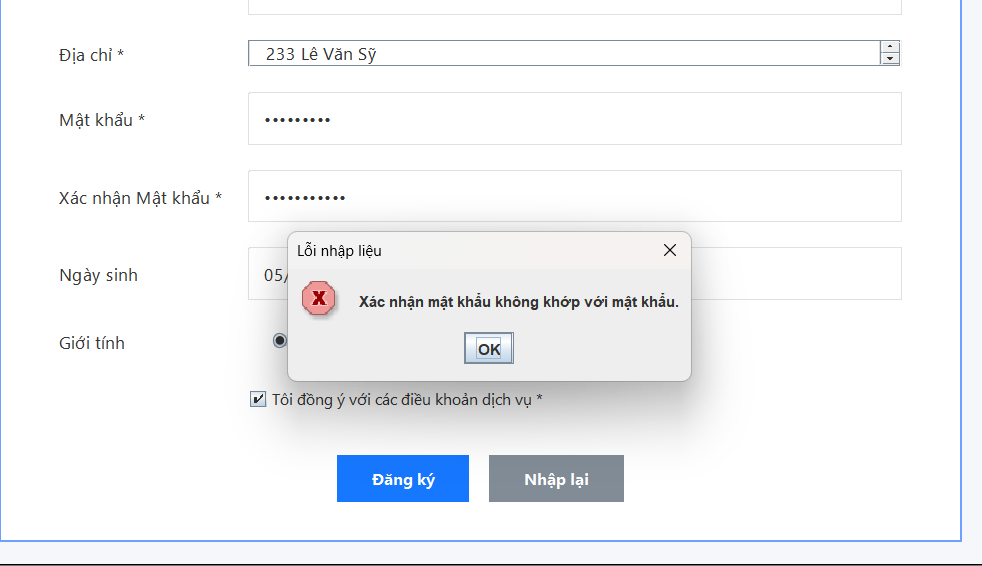 Địa chỉ *
233 Lê Văn Sỹ
Mật khẩu *
•••••••••
Xác nhận Mật khẩu *
•••••••••••
Lỗi nhập liệu
Ngày sinh
05/
X
Xác nhận mật khẩu không khớp với mật khẩu.
Giới tính
OK
Tôi đồng ý với các điều khoản dịch vụ *
Đăng ký
Nhập lại